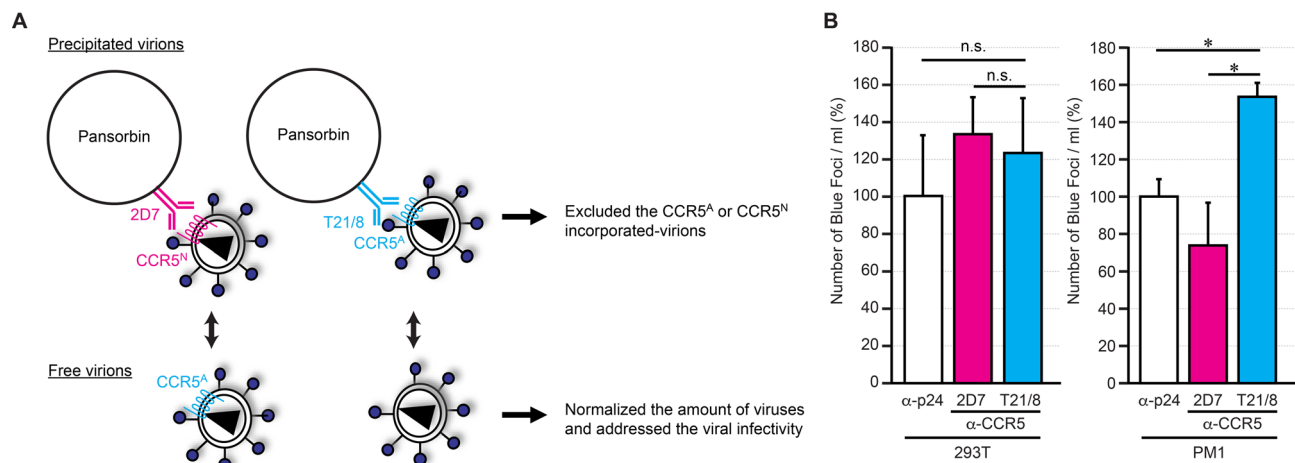 A
Precipitated virions
Pansorbin
Pansorbin
2D7
CCR5ᴺ
T21/8
CCR5ᴬ
Excluded the CCR5ᴬ or CCR5ᴺ
incorporated-virions
Free virions
CCR5ᴬ
Normalized the amount of viruses
and addressed the viral infectivity
B
Number of Blue Foci / ml (%)
180
160
140
120
100
80
60
40
20
0
n.s.
n.s.
α-p24
2D7
T21/8
α-CCR5
293T
Number of Blue Foci / ml (%)
180
160
140
120
100
80
60
40
20
0
*
*
α-p24
2D7
T21/8
α-CCR5
PM1